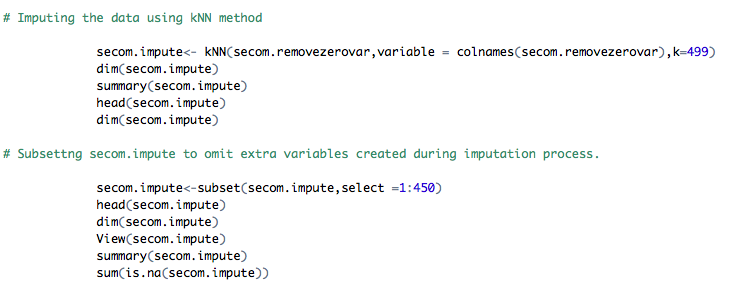 # Imputing the data using kNN method
secom.impute<- kNN(secom.removezerovar,variable = colnames(secom.removezerovar),k=499)
dim(secom.impute)
summary(secom.impute)
head(secom.impute)
dim(secom.impute)
# Subsettng secom.impute to omit extra variables created during imputation process.
secom.impute<-subset(secom.impute,select =1:450)
head(secom.impute)
dim(secom.impute)
View(secom.impute)
summary(secom.impute)
sum(is.na(secom.impute))